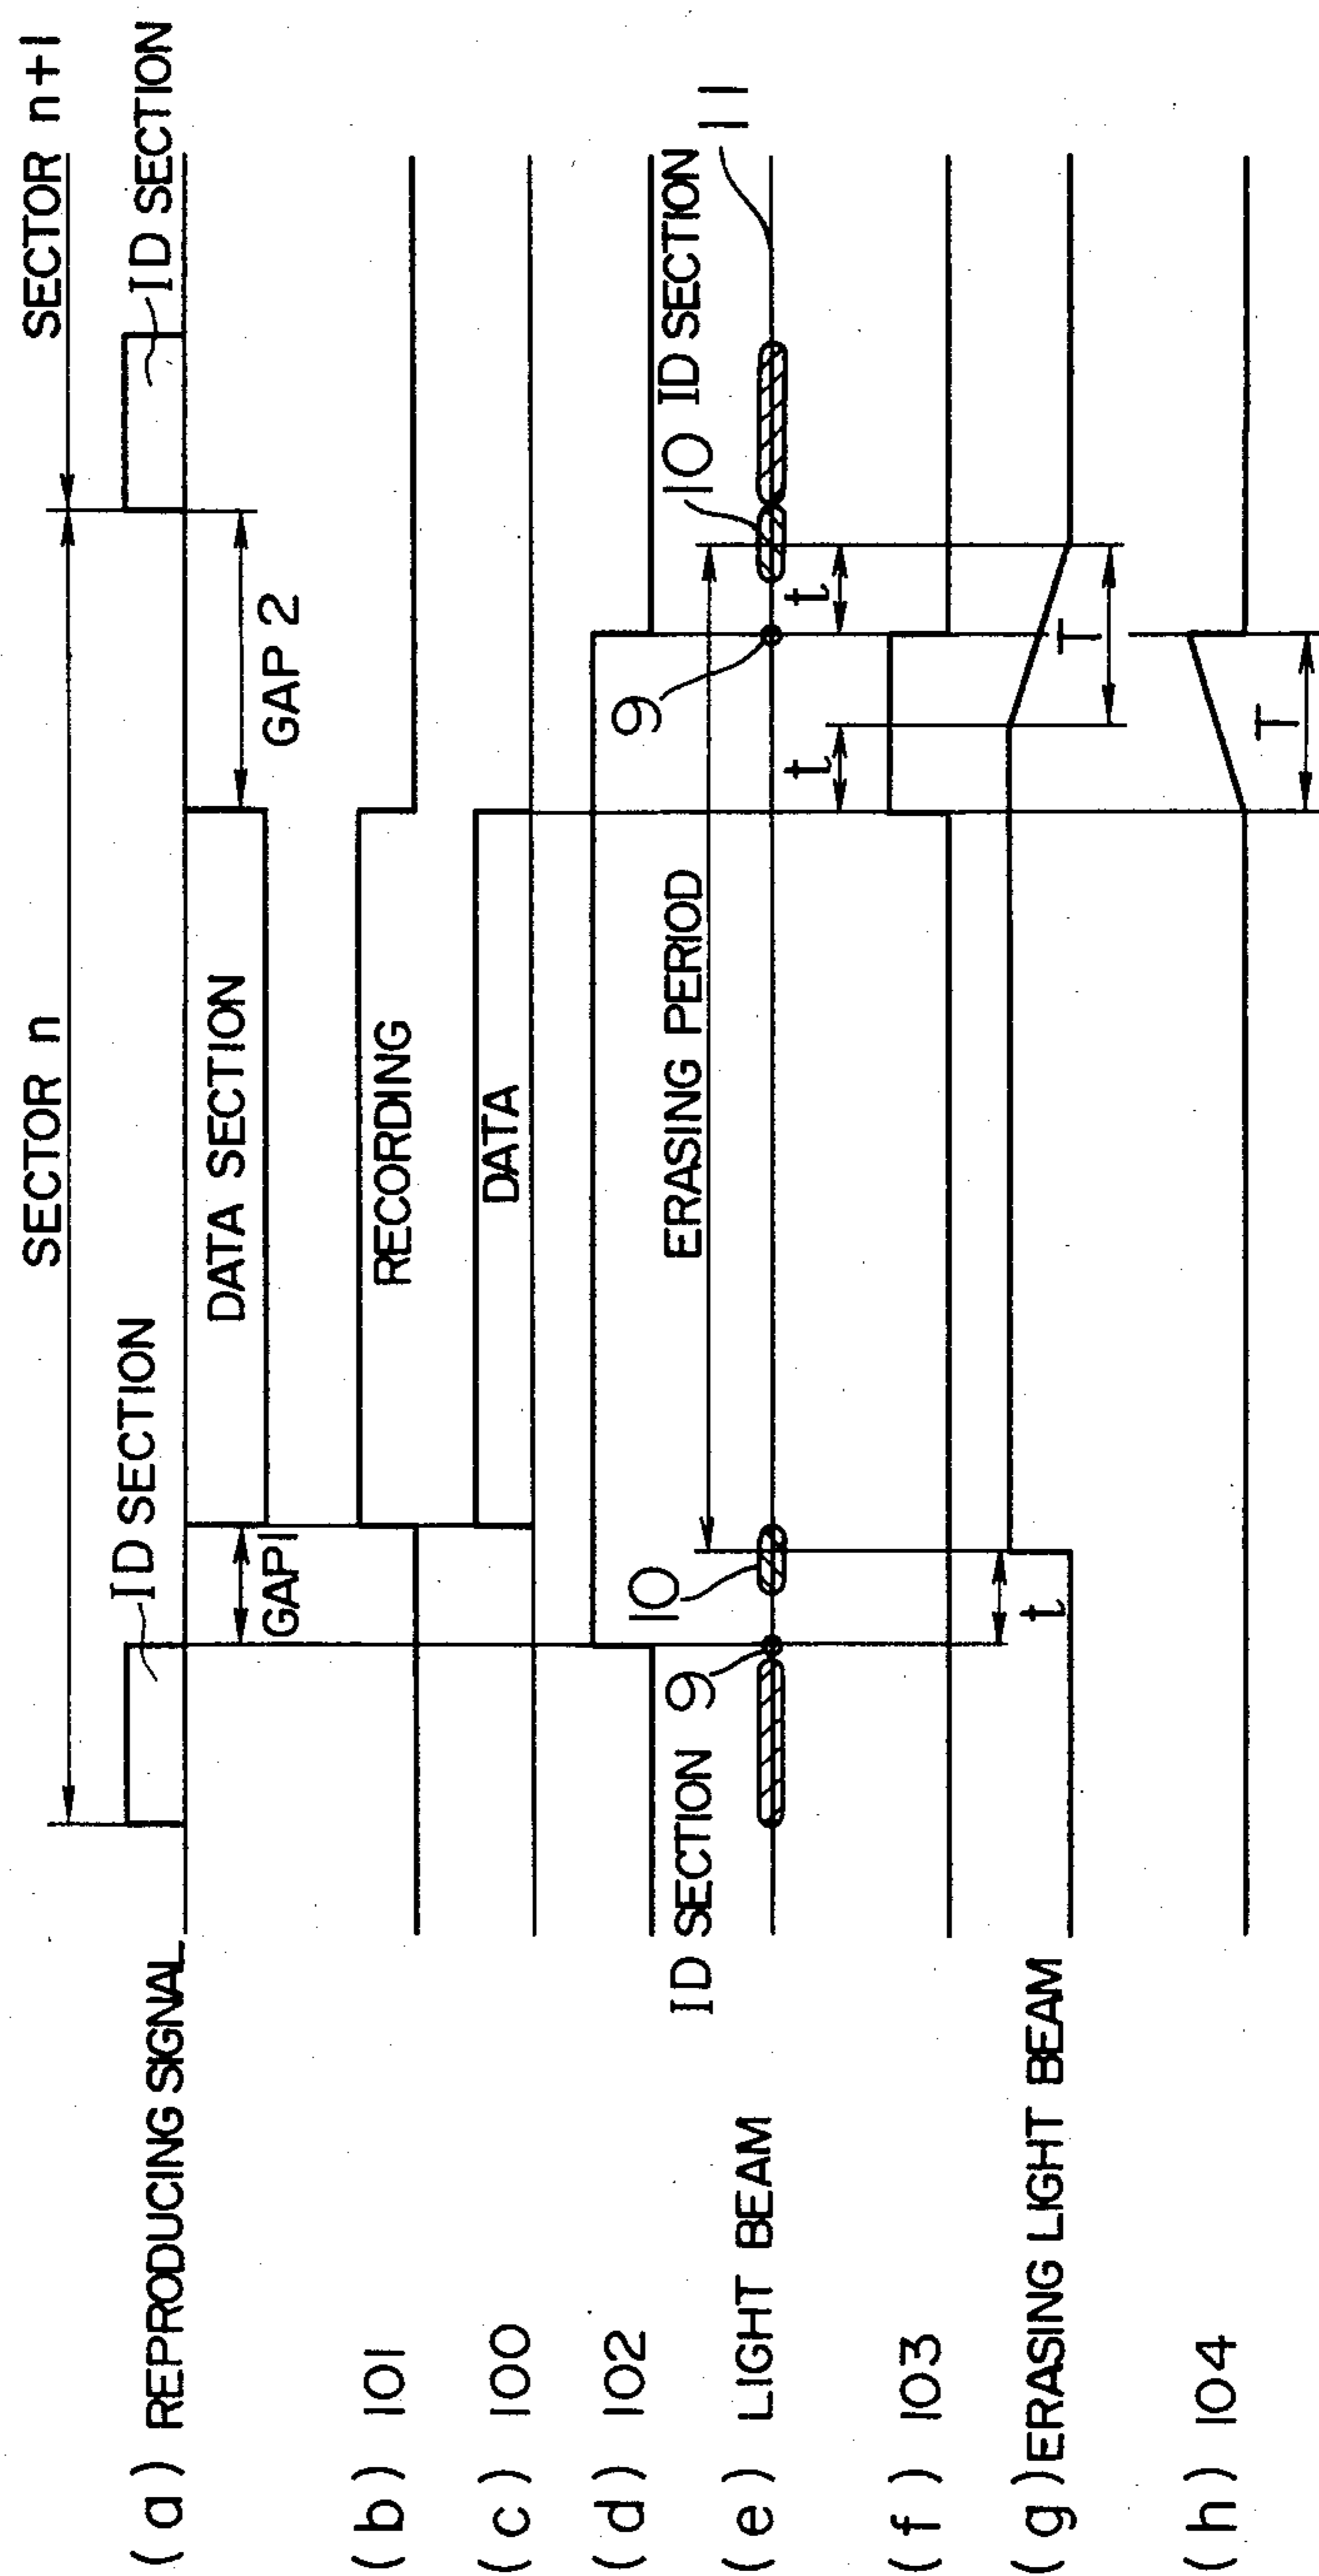 SECTOR n
SECTOR n+1
ID SECTION
ID SECTION
(a) REPRODUCING SIGNAL
GAP1
DATA SECTION
GAP 2
(b) 101
RECORDING
(c) 100
DATA
(d) 102
ID SECTION 9
10
ERASING PERIOD
9
10 ID SECTION
(e) LIGHT BEAM
t
t
11
(f) 103
(g) ERASING LIGHT BEAM
t
T
(h) 104
T